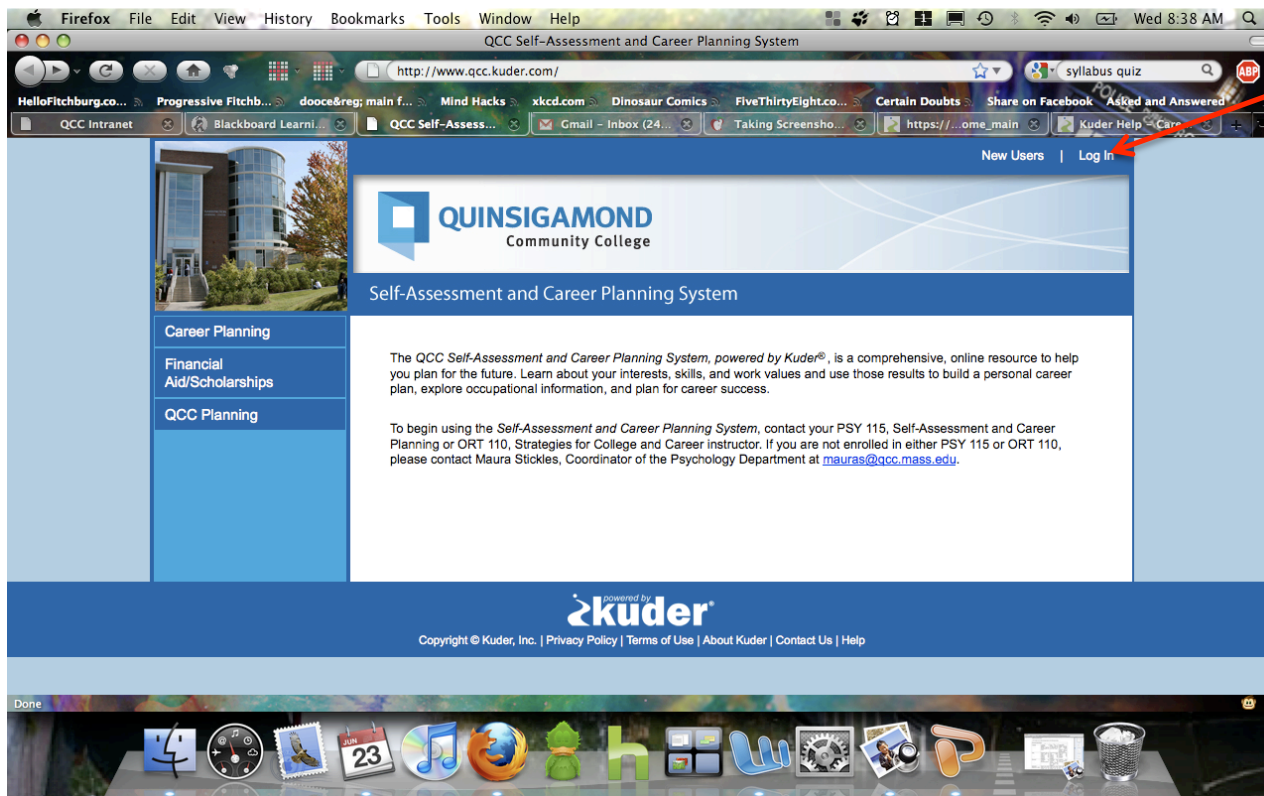 Firefox File Edit View History Bookmarks Tools Window Help Wed 8:38 AM
QCC Self-Assessment and Career Planning System
http://www.qcc.kuder.com/ syllabus quiz ABP
HelloFitchburg.co... Progressive Fitchb... dooce&reg; main f... Mind Hacks xkcd.com Dinosaur Comics FiveThirtyEight.co... Certain Doubts Share on Facebook Asked and Answered
QCC Intranet Blackboard Learni... QCC Self-Assess... Gmail - Inbox (24... Taking Screensho... https://...ome_main Kuder Help - Care...
New Users | Log In
QUINSIGAMOND
Community College
Self-Assessment and Career Planning System
Career Planning
Financial
Aid/Scholarships
QCC Planning
The QCC Self-Assessment and Career Planning System, powered by Kuder®, is a comprehensive, online resource to help
you plan for the future. Learn about your interests, skills, and work values and use those results to build a personal career
plan, explore occupational information, and plan for career success.
To begin using the Self-Assessment and Career Planning System, contact your PSY 115, Self-Assessment and Career
Planning or ORT 110, Strategies for College and Career instructor. If you are not enrolled in either PSY 115 or ORT 110,
please contact Maura Stickles, Coordinator of the Psychology Department at mauras@qcc.mass.edu.
powered by
kuder®
Copyright © Kuder, Inc. | Privacy Policy | Terms of Use | About Kuder | Contact Us | Help
Done
JUN
23
h